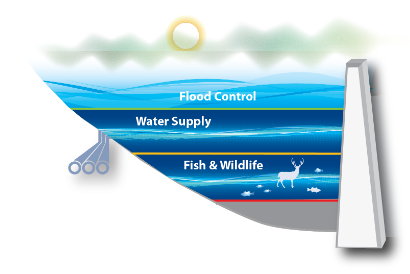 Flood Control
Water Supply
Fish & Wildlife